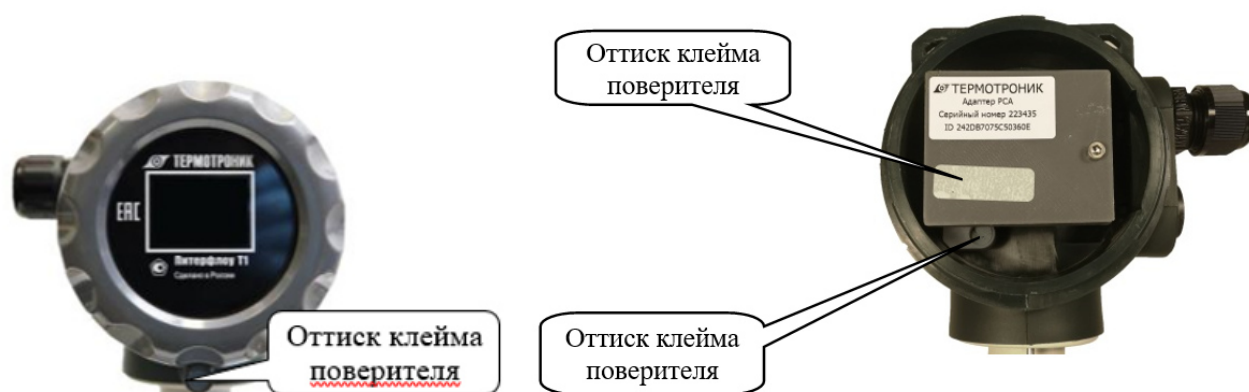 ТЕРМОТРОНИК
ЕАС
Питерфлоу Т1
Сделано в России
Оттиск клейма
поверителя
Оттиск клейма
поверителя
ТЕРМОТРОНИК
Адаптер РСА
Серийный номер 223435
ID 242DB7075C50360E
Оттиск клейма
поверителя